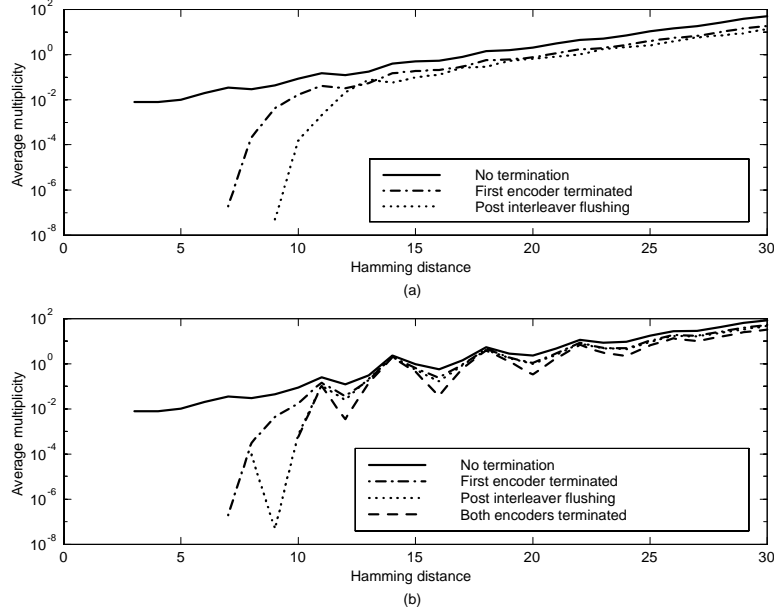 10^2
10^0
10^-2
10^-4
10^-6
10^-8
Average multiplicity
0 5 10 15 20 25 30
Hamming distance
No termination
First encoder terminated
Post interleaver flushing
(a)
10^2
10^0
10^-2
10^-4
10^-6
10^-8
Average multiplicity
0 5 10 15 20 25 30
Hamming distance
No termination
First encoder terminated
Post interleaver flushing
Both encoders terminated
(b)